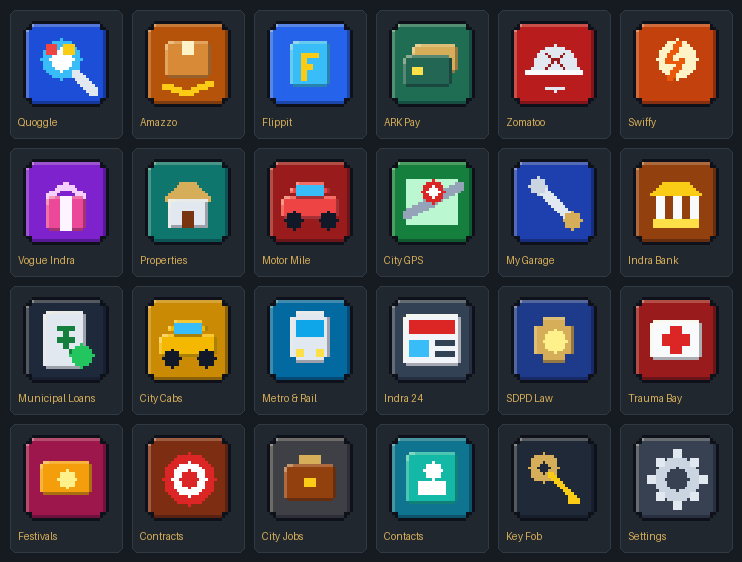 Quoggle
Amazzo
Flippit
ARK Pay
Zomatoo
Swiffy
Vogue Indra
Properties
Motor Mile
City GPS
My Garage
Indra Bank
Municipal Loans
City Cabs
Metro & Rail
Indra 24
SDPD Law
Trauma Bay
Festivals
Contracts
City Jobs
Contacts
Key Fob
Settings